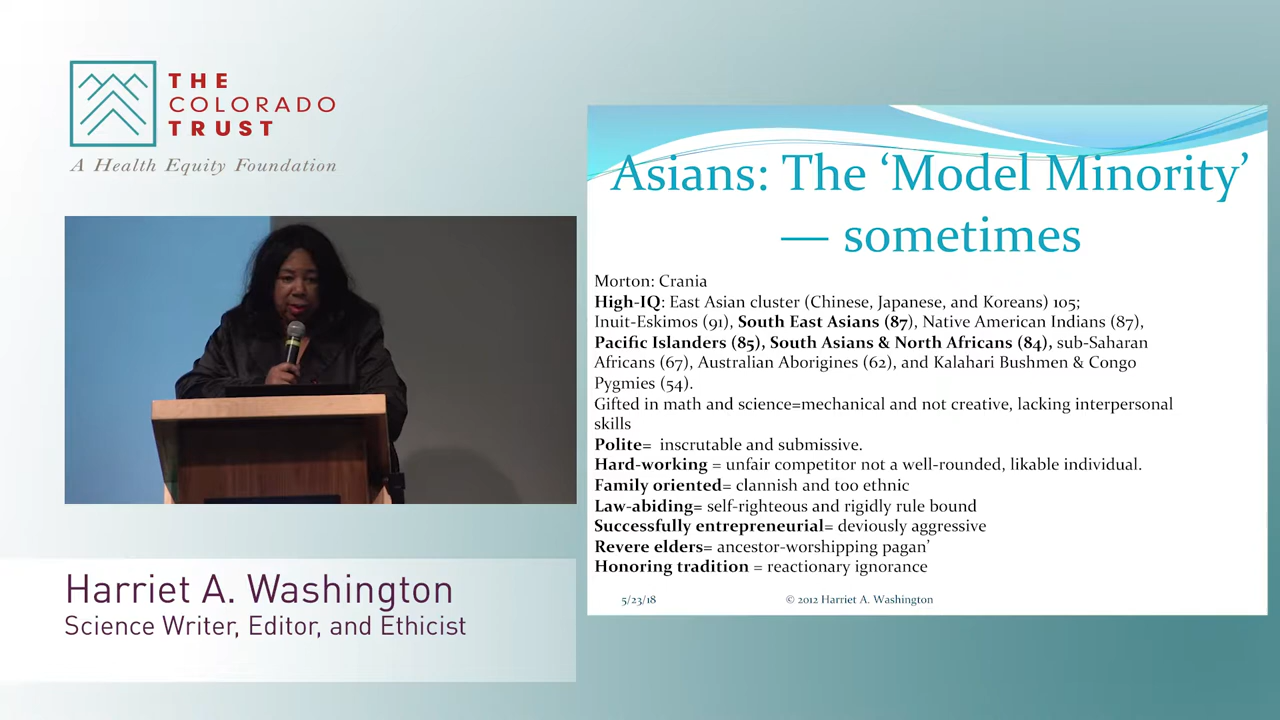 THE
COLORADO
TRUST
A Health Equity Foundation
Harriet A. Washington
Science Writer, Editor, and Ethicist
Asians: The ‘Model Minority’
— sometimes
Morton: Crania
High-IQ: East Asian cluster (Chinese, Japanese, and Koreans) 105;
Inuit-Eskimos (91), South East Asians (87), Native American Indians (87),
Pacific Islanders (85), South Asians & North Africans (84), sub-Saharan
Africans (67), Australian Aborigines (62), and Kalahari Bushmen & Congo
Pygmies (54).
Gifted in math and science=mechanical and not creative, lacking interpersonal
skills
Polite= inscrutable and submissive.
Hard-working = unfair competitor not a well-rounded, likable individual.
Family oriented= clannish and too ethnic
Law-abiding= self-righteous and rigidly rule bound
Successfully entrepreneurial= deviously aggressive
Revere elders= ancestor-worshipping pagan’
Honoring tradition = reactionary ignorance
5/23/18
© 2012 Harriet A. Washington